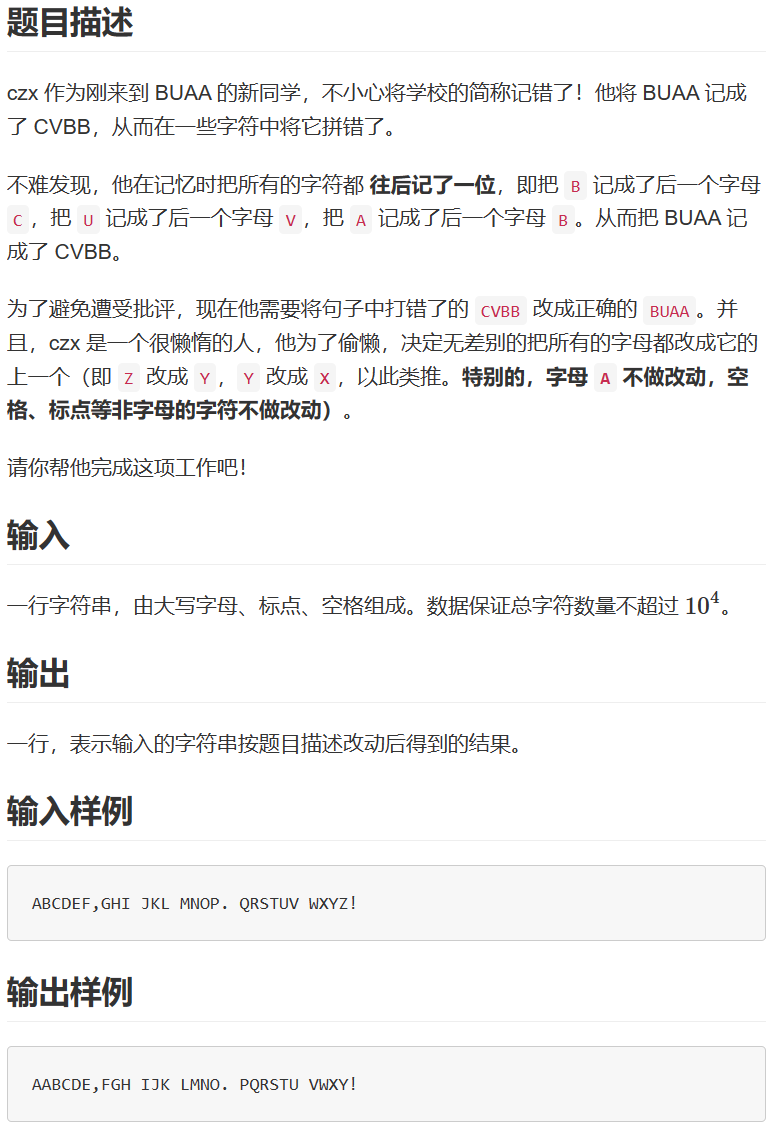 题目描述
czx 作为刚来到 BUAA 的新同学，不小心将学校的简称记错了！他将 BUAA 记成
了 CVBB，从而在一些字符中将它拼错了。
不难发现，他在记忆时把所有的字符都 往后记了一位，即把 B 记成了后一个字母
C，把 U 记成了后一个字母 V，把 A 记成了后一个字母 B。从而把 BUAA 记
成了 CVBB。
为了避免遭受批评，现在他需要将句子中打错了的 CVBB 改成正确的 BUAA。并
且，czx 是一个很懒惰的人，他为了偷懒，决定无差别的把所有的字母都改成它的
上一个（即 Z 改成 Y，Y 改成 X，以此类推。特别的，字母 A 不做改动，空
格、标点等非字母的字符不做改动）。
请你帮他完成这项工作吧！
输入
一行字符串，由大写字母、标点、空格组成。数据保证总字符数量不超过 10^4。
输出
一行，表示输入的字符串按题目描述改动后得到的结果。
输入样例
ABCDEF,GHI JKL MNOP. QRSTUV WXYZ!
输出样例
AABCDE,FGH IJK LMNO. PQRSTU VWXY!